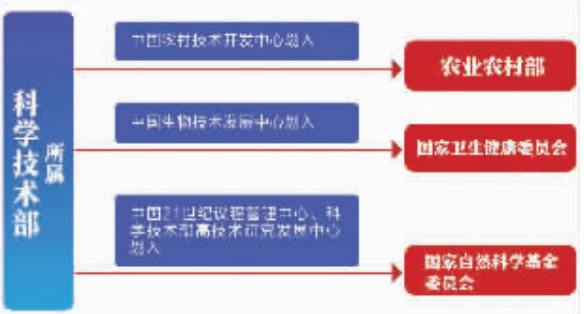 科学技术部
所属
中国农村技术开发中心划入
农业农村部
中国生物技术发展中心划入
国家卫生健康委员会
中国21世纪议程管理中心、科
学技术部高技术研究发展中心
划入
国家自然科学基金
委员会